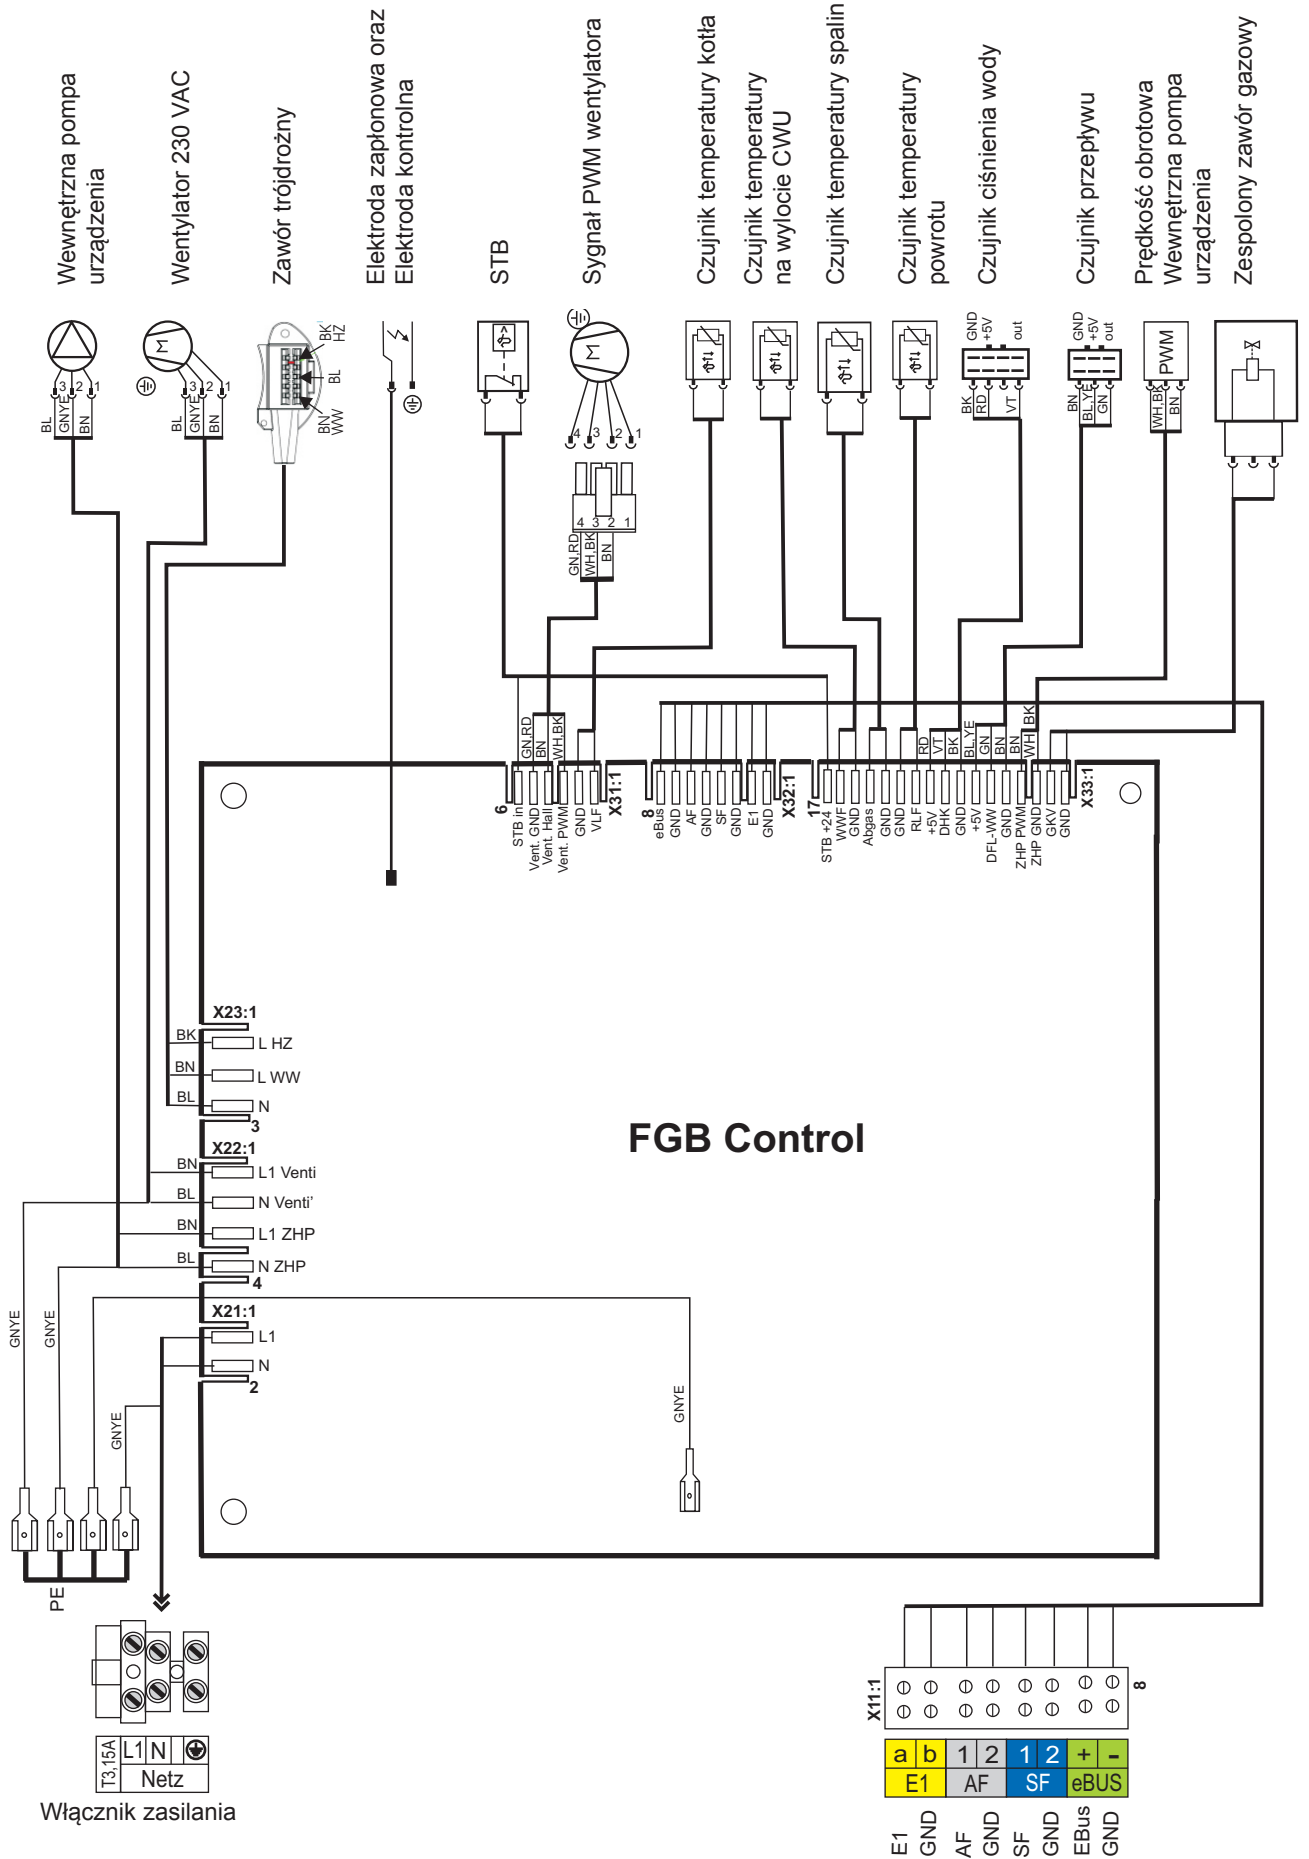 Wewnętrzna pompa
urządzenia
Wentylator 230 VAC
Zawór trójdrożny
Elektroda zapłonowa oraz
Elektroda kontrolna
STB
Sygnał PWM wentylatora
Czujnik temperatury kotła
Czujnik temperatury
na wylocie CWU
Czujnik temperatury spalin
Czujnik temperatury
powrotu
Czujnik ciśnienia wody
Czujnik przepływu
Prędkość obrotowa
Wewnętrzna pompa
urządzenia
Zespolony zawór gazowy
3
2
1
BL
GNYE
BN
M
3
2
1
BL
GNYE
BN
BK
HZ
BL
BN
WW
M
4
3
2
1
4 3 2 1
GN,RD
WH,BK
BN
GND
+5V
out
BK
RD
VT
GND
+5V
out
BN
BL,YE
GN
PWM
WH,BK
BN
GN,RD
BN
WH,BK
RD
VT
BK
BL,YE
GN
BN
BN
WH, BK
6
STB in
Vent. GND
Vent. Hall
Vent. PWM
GND
VLF
X31:1
8
eBus
GND
AF
GND
SF
GND
E1
GND
X32:1
17
STB +24
WWF
GND
Abgas
GND
GND
RLF
+5V
DHK
GND
+5V
DFL-WW
GND
ZHP PWM
ZHP GND
GKV
GND
X33:1
X23:1
BK L HZ
BN L WW
BL N
3
X22:1
BN L1 Venti
BL N Venti'
BN L1 ZHP
BL N ZHP
4
X21:1
L1
N
2
FGB Control
GNYE
GNYE
GNYE
GNYE
PE
T3,15A
L1 N
Netz
Włącznik zasilania
X11:1
8
a b 1 2 1 2 + -
E1 AF SF eBUS
E1
GND
AF
GND
SF
GND
EBus
GND